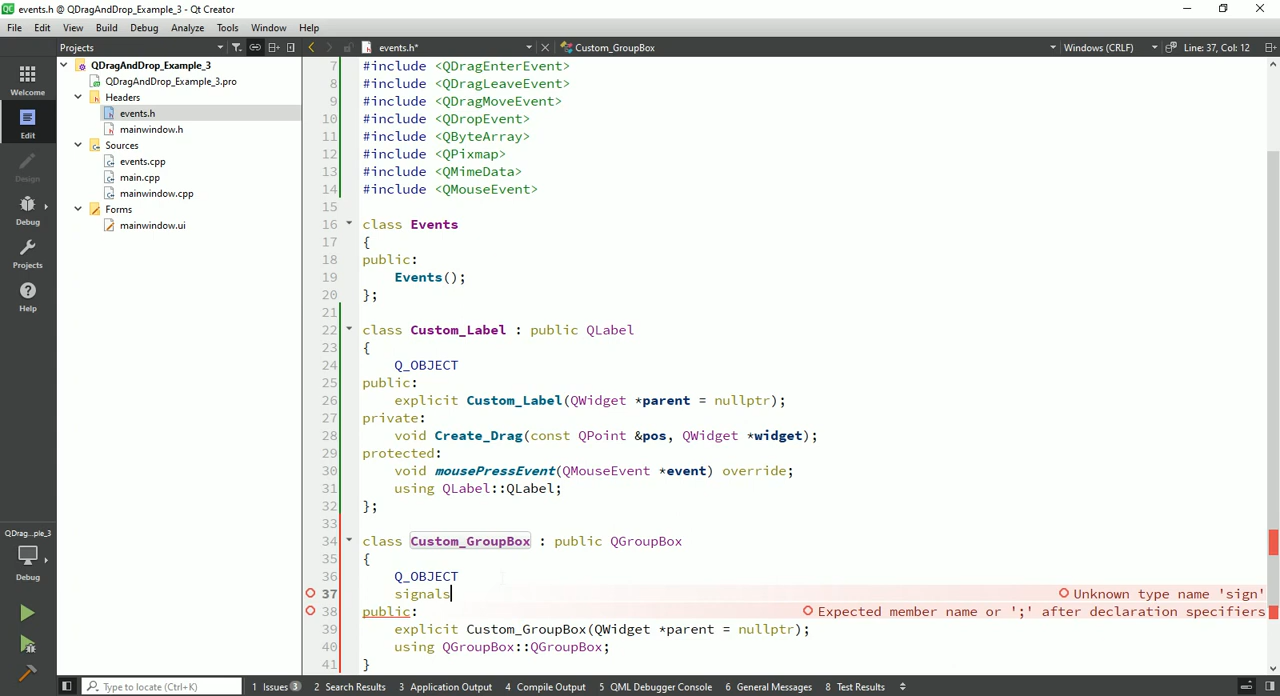 events.h @ QDragAndDrop_Example_3 - Qt Creator
File Edit View Build Debug Analyze Tools Window Help
Projects events.h* Custom_GroupBox Windows (CRLF) Line: 37, Col: 12
Welcome
Edit
Design
Debug
Projects
Help
QDrag...ple_3
Debug
QDragAndDrop_Example_3
QDragAndDrop_Example_3.pro
Headers
events.h
mainwindow.h
Sources
events.cpp
main.cpp
mainwindow.cpp
Forms
mainwindow.ui
7 #include <QDragEnterEvent>
8 #include <QDragLeaveEvent>
9 #include <QDragMoveEvent>
10 #include <QDropEvent>
11 #include <QByteArray>
12 #include <QPixmap>
13 #include <QMimeData>
14 #include <QMouseEvent>
15
16 class Events
17 {
18 public:
19 Events();
20 };
21
22 class Custom_Label : public QLabel
23 {
24 Q_OBJECT
25 public:
26 explicit Custom_Label(QWidget *parent = nullptr);
27 private:
28 void Create_Drag(const QPoint &pos, QWidget *widget);
29 protected:
30 void mousePressEvent(QMouseEvent *event) override;
31 using QLabel::QLabel;
32 };
33
34 class Custom_GroupBox : public QGroupBox
35 {
36 Q_OBJECT
37 signals Unknown type name 'sign'
38 public: Expected member name or ';' after declaration specifiers
39 explicit Custom_GroupBox(QWidget *parent = nullptr);
40 using QGroupBox::QGroupBox;
41 }
Type to locate (Ctrl+K) 1 Issues 3 2 Search Results 3 Application Output 4 Compile Output 5 QML Debugger Console 6 General Messages 8 Test Results